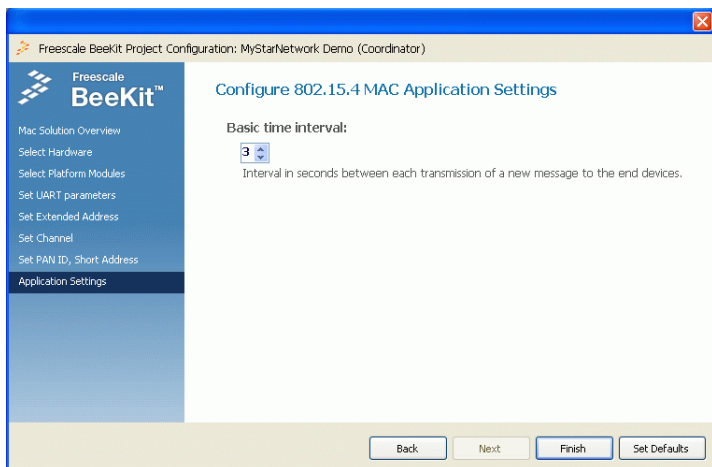 Freescale BeeKit Project Configuration: MyStarNetwork Demo (Coordinator)
Freescale
BeeKit™
Mac Solution Overview
Select Hardware
Select Platform Modules
Set UART parameters
Set Extended Address
Set Channel
Set PAN ID, Short Address
Application Settings
Configure 802.15.4 MAC Application Settings
Basic time interval:
3
Interval in seconds between each transmission of a new message to the end devices.
Back
Next
Finish
Set Defaults